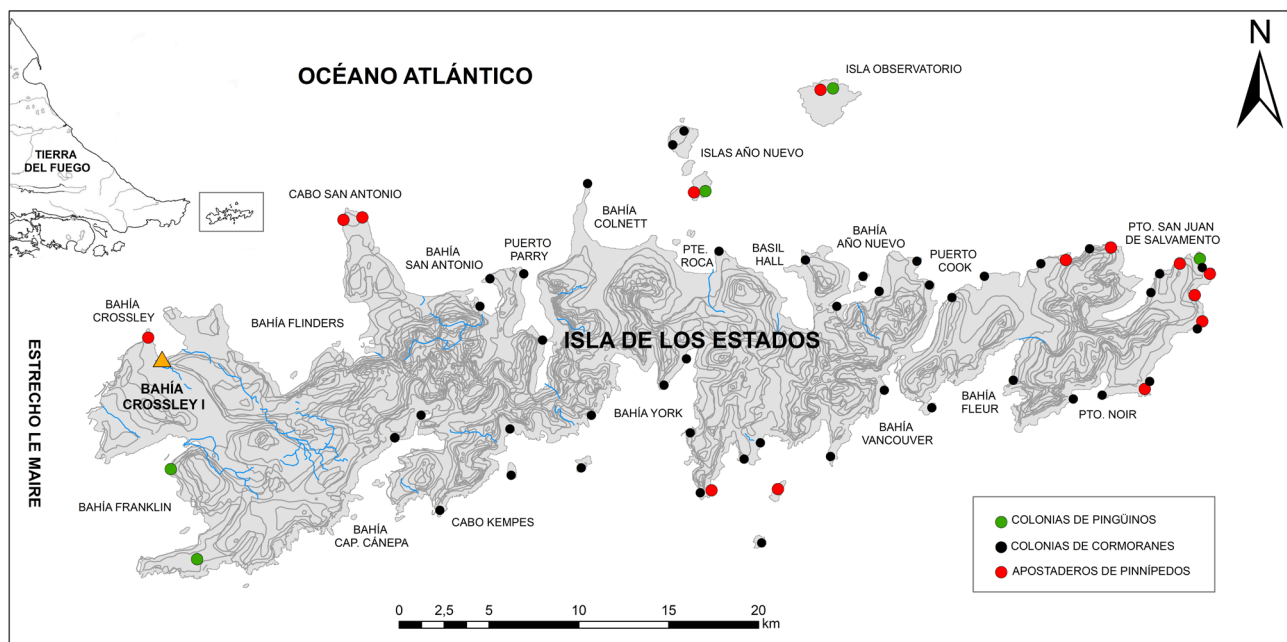 N
OCÉANO ATLÁNTICO
ISLA OBSERVATORIO
TIERRA
DEL FUEGO
ISLAS AÑO NUEVO
CABO SAN ANTONIO
BAHÍA
COLNETT
BAHÍA
SAN ANTONIO
PUERTO
PARRY
PTE.
ROCA
BASIL
HALL
BAHÍA
AÑO NUEVO
PUERTO
COOK
PTO. SAN JUAN
DE SALVAMENTO
BAHÍA
CROSSLEY
BAHÍA FLINDERS
ISLA DE LOS ESTADOS
ESTRECHO LE MAIRE
BAHÍA
CROSSLEY I
BAHÍA YORK
BAHÍA
VANCOUVER
BAHÍA
FLEUR
PTO. NOIR
BAHÍA FRANKLIN
BAHÍA
CAP. CÁNEPA
CABO KEMPES
COLONIAS DE PINGÜINOS
COLONIAS DE CORMORANES
APOSTADEROS DE PINNÍPEDOS
0 2,5 5 10 15 20
km